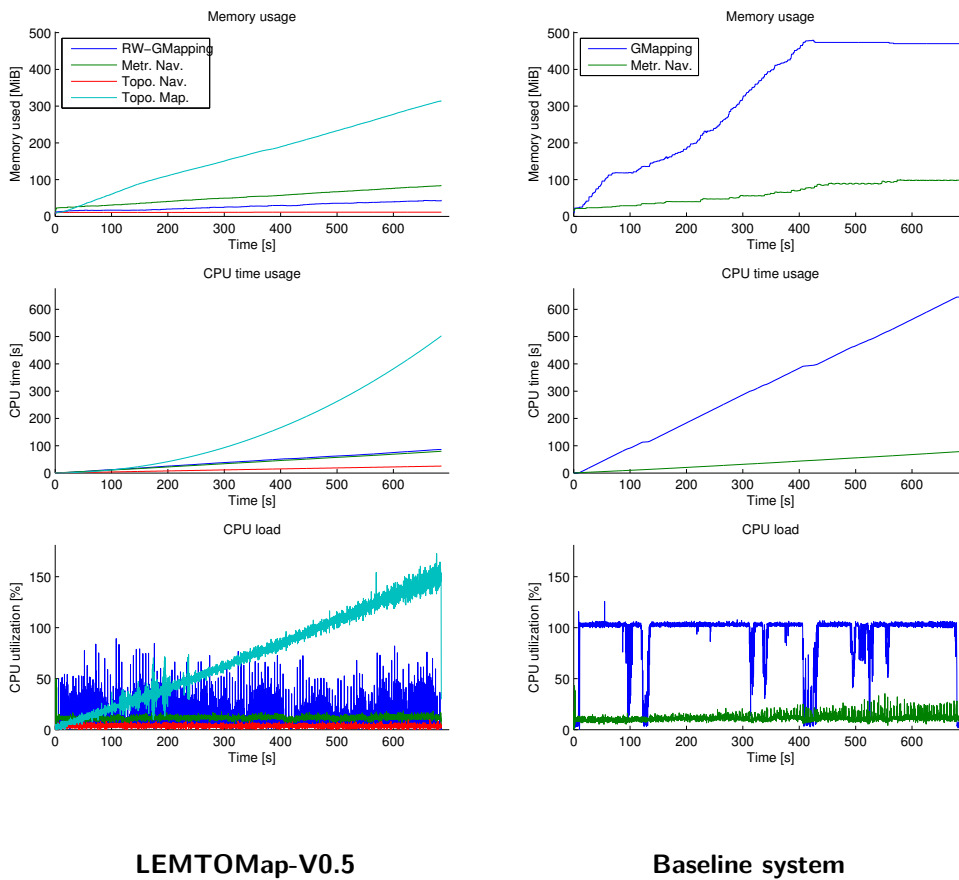 Memory usage
500
400
300
200
100
0
Memory used [MiB]
RW−GMapping
Metr. Nav.
Topo. Nav.
Topo. Map.
0 100 200 300 400 500 600
Time [s]
Memory usage
500
400
300
200
100
0
Memory used [MiB]
GMapping
Metr. Nav.
0 100 200 300 400 500 600
Time [s]
CPU time usage
600
500
400
300
200
100
0
CPU time [s]
0 100 200 300 400 500 600
Time [s]
CPU time usage
600
500
400
300
200
100
0
CPU time [s]
0 100 200 300 400 500 600
Time [s]
CPU load
150
100
50
0
CPU utilization [%]
0 100 200 300 400 500 600
Time [s]
CPU load
150
100
50
0
CPU utilization [%]
0 100 200 300 400 500 600
Time [s]
LEMTOMap-V0.5
Baseline system